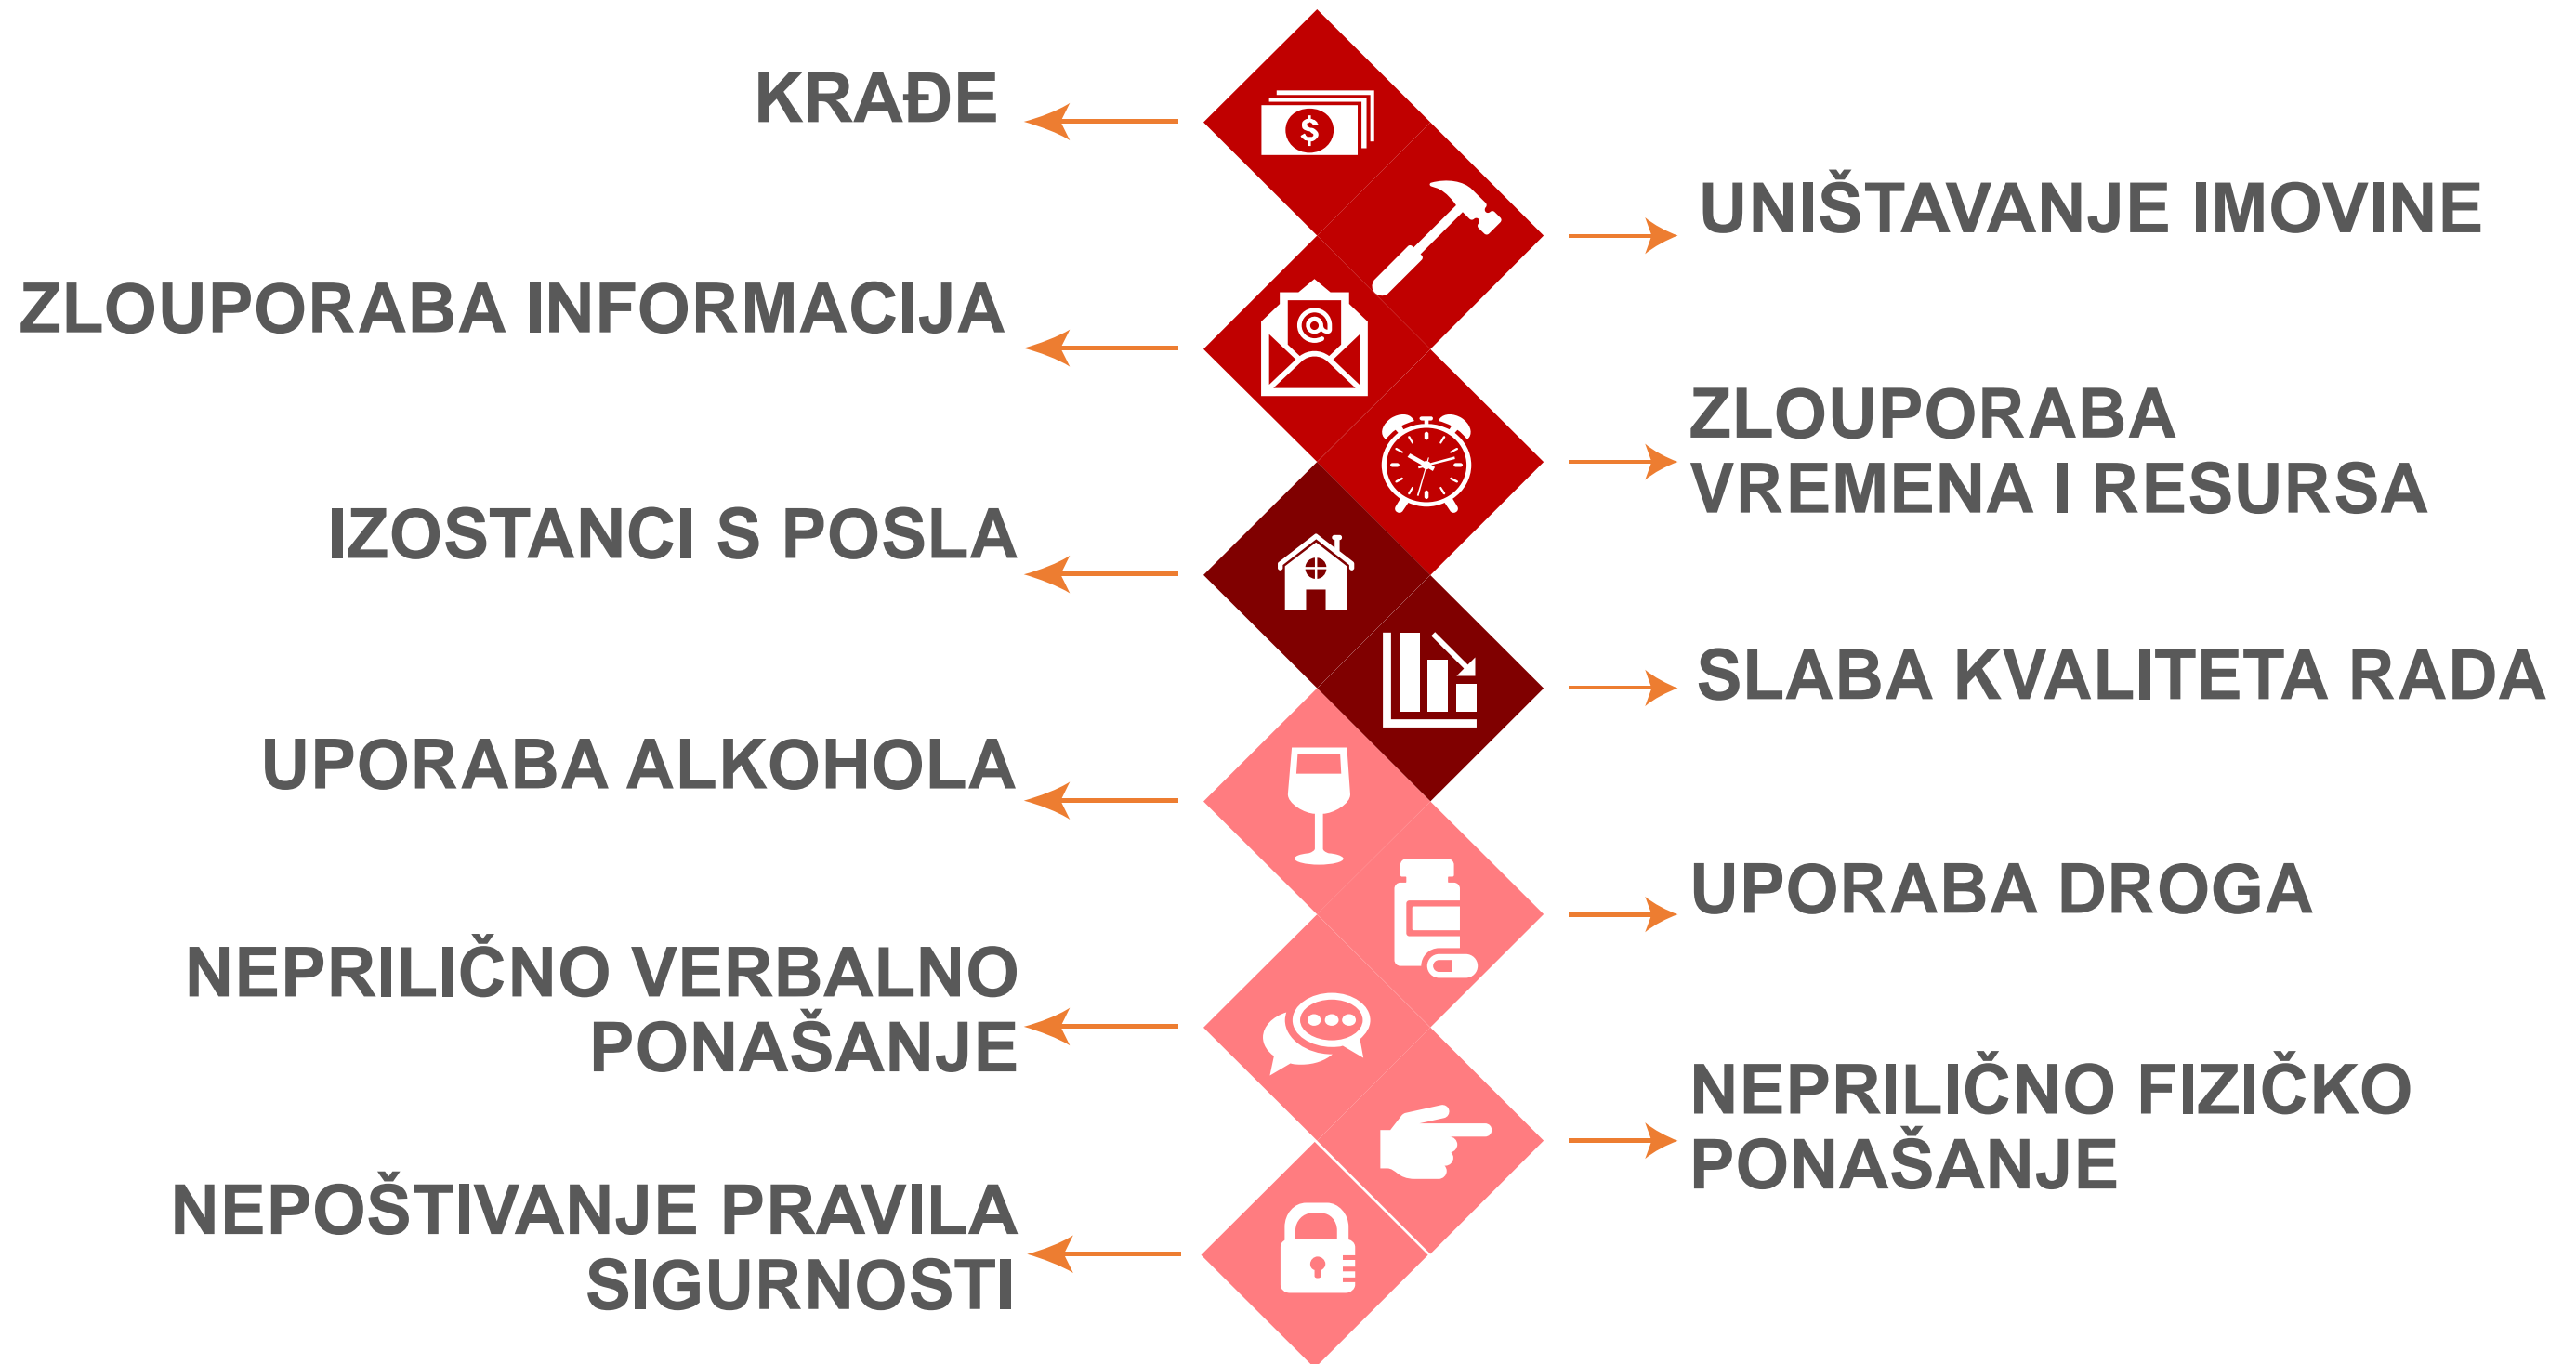 KRAĐE
UNIŠTAVANJE IMOVINE
ZLOUPORABA INFORMACIJA
ZLOUPORABA
VREMENA I RESURSA
IZOSTANCI S POSLA
SLABA KVALITETA RADA
UPORABA ALKOHOLA
UPORABA DROGA
NEPRILIČNO VERBALNO
PONAŠANJE
NEPRILIČNO FIZIČKO
PONAŠANJE
NEPOŠTIVANJE PRAVILA
SIGURNOSTI